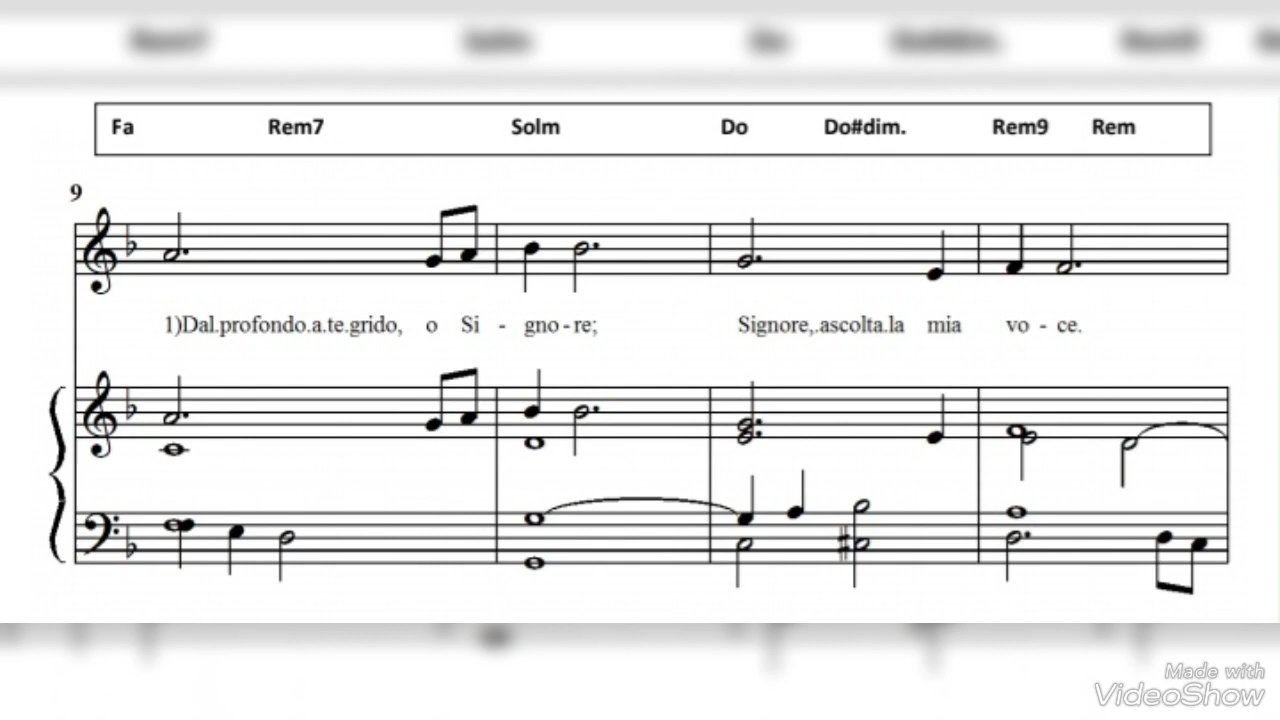 Fa Rem7 Solm Do Do#dim. Rem9 Rem
9
1)Dal.profondo.a.te.grido, o Si - gno - re; Signore,.ascolta.la mia vo - ce.
Made with
VideoShow